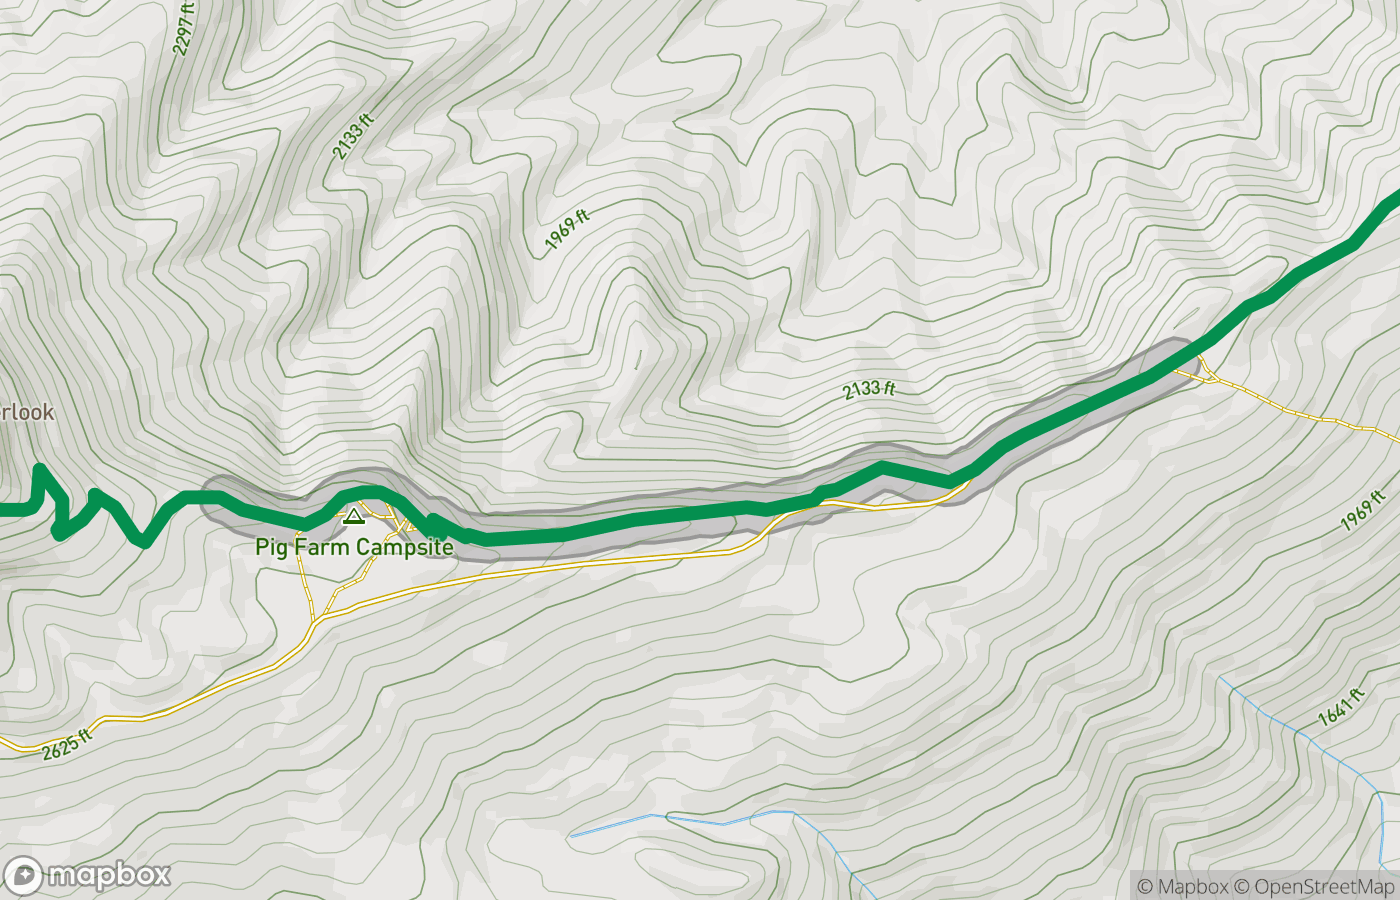 2297 ft
2133 ft
1969 ft
2133 ft
rlook
1969 ft
Pig Farm Campsite
2625 ft
1641 ft
mapbox
© Mapbox © OpenStreetMap